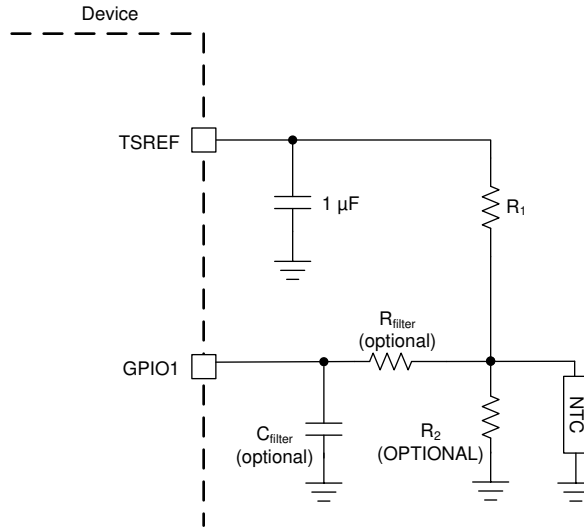 Device
TSREF
1 µF
R1
Rfilter
(optional)
GPIO1
Cfilter
(optional)
R2
(OPTIONAL)
NTC